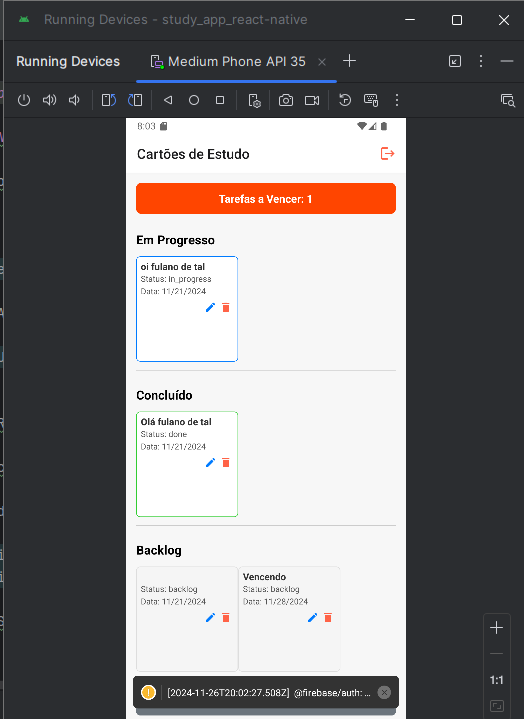 Running Devices - study_app_react-native
Running Devices
Medium Phone API 35
8:03
Cartões de Estudo
Tarefas a Vencer: 1
Em Progresso
oi fulano de tal
Status: in_progress
Data: 11/21/2024
Concluído
Olá fulano de tal
Status: done
Data: 11/21/2024
Backlog
Status: backlog
Data: 11/21/2024
Vencendo
Status: backlog
Data: 11/28/2024
[2024-11-26T20:02:27.508Z] @firebase/auth: ...
1:1